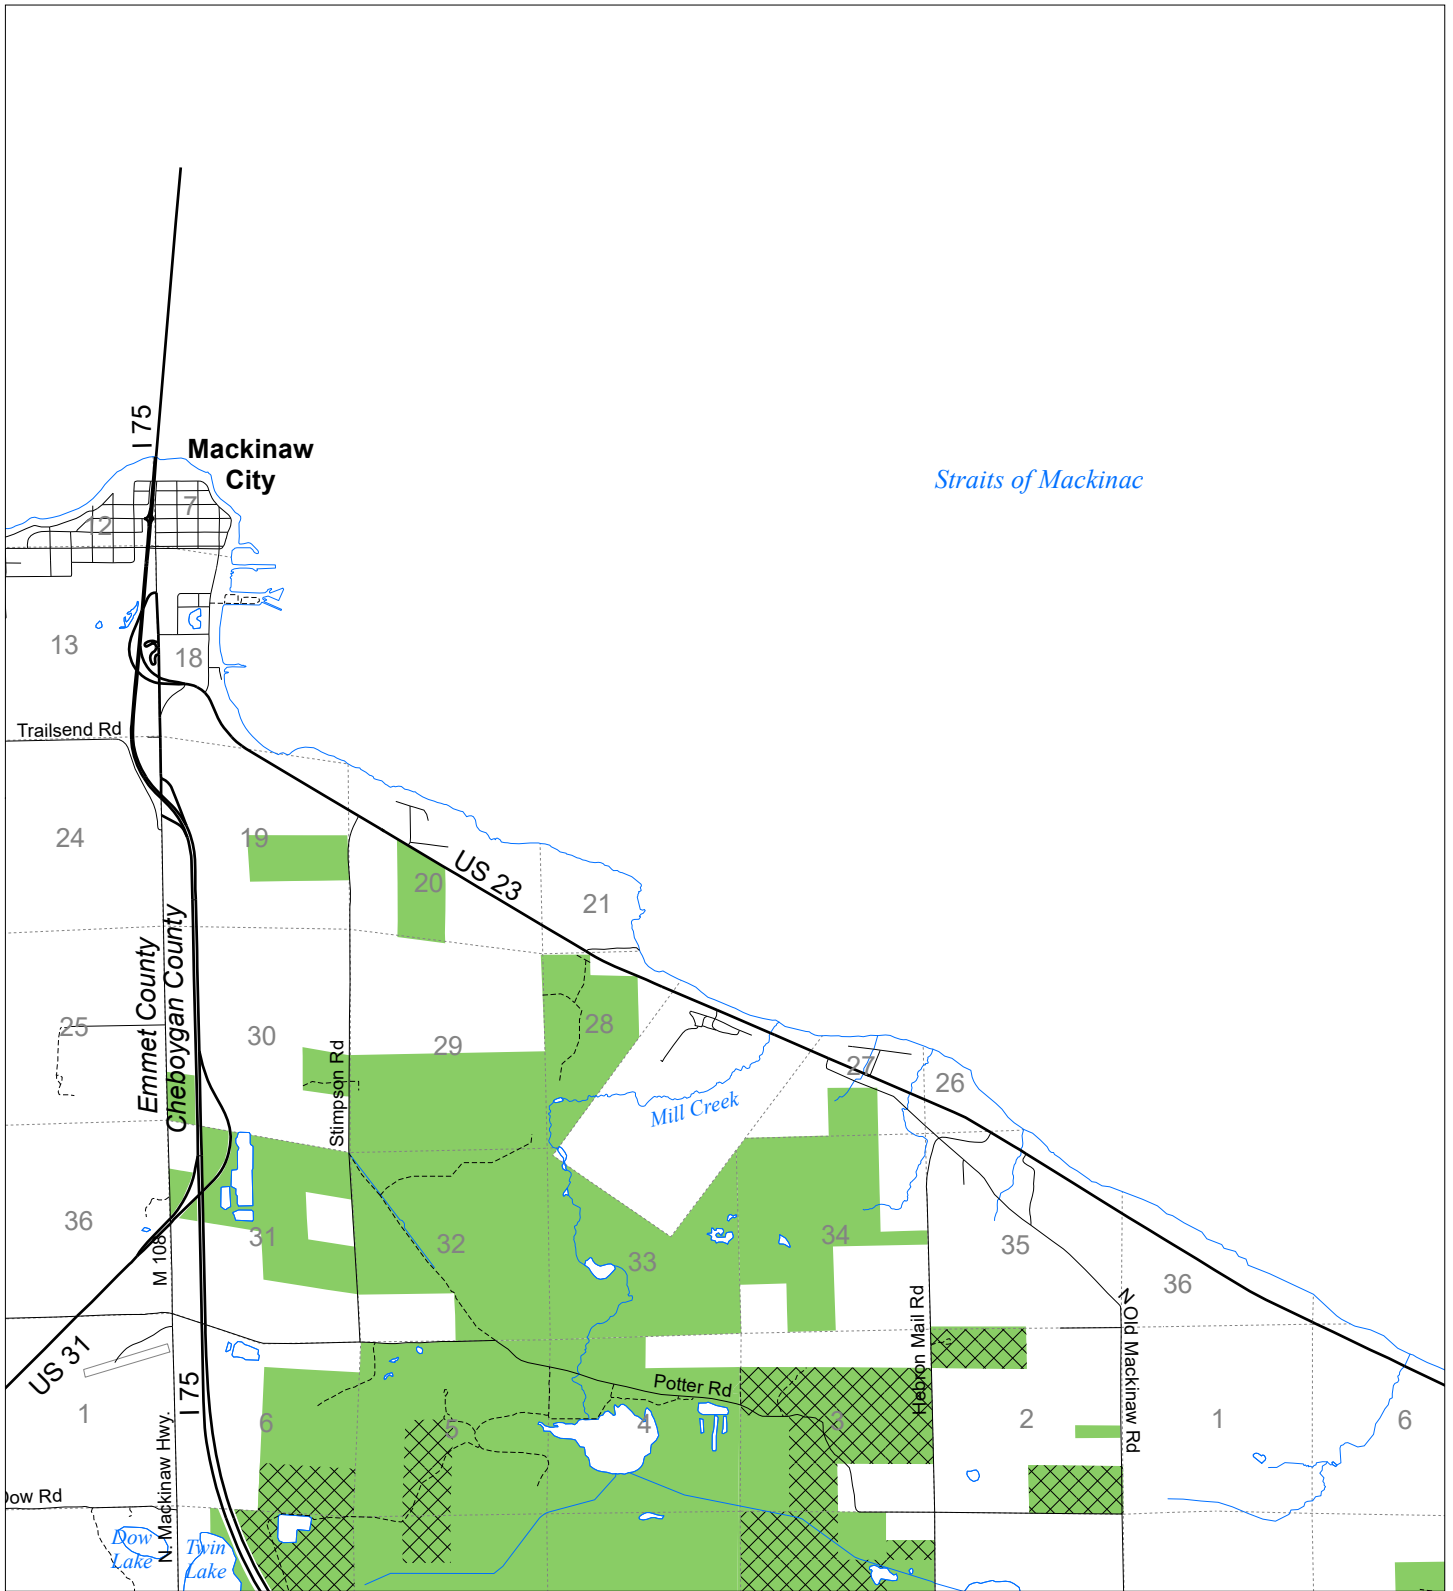 I 75
Mackinaw
City
Straits of Mackinac
7
12
13
18
Trailsend Rd
24
19
20
US 23
21
Emmet County
Cheboygan County
25
30
29
28
Stimpson Rd
27
26
Mill Creek
36
31
32
33
34
35
36
M 108
Hebron Mail Rd
N Old Mackinaw Rd
US 31
I 75
Potter Rd
1
6
5
4
3
2
1
6
N. Mackinaw Hwy.
Dow Rd
Dow
Lake
Twin
Lake